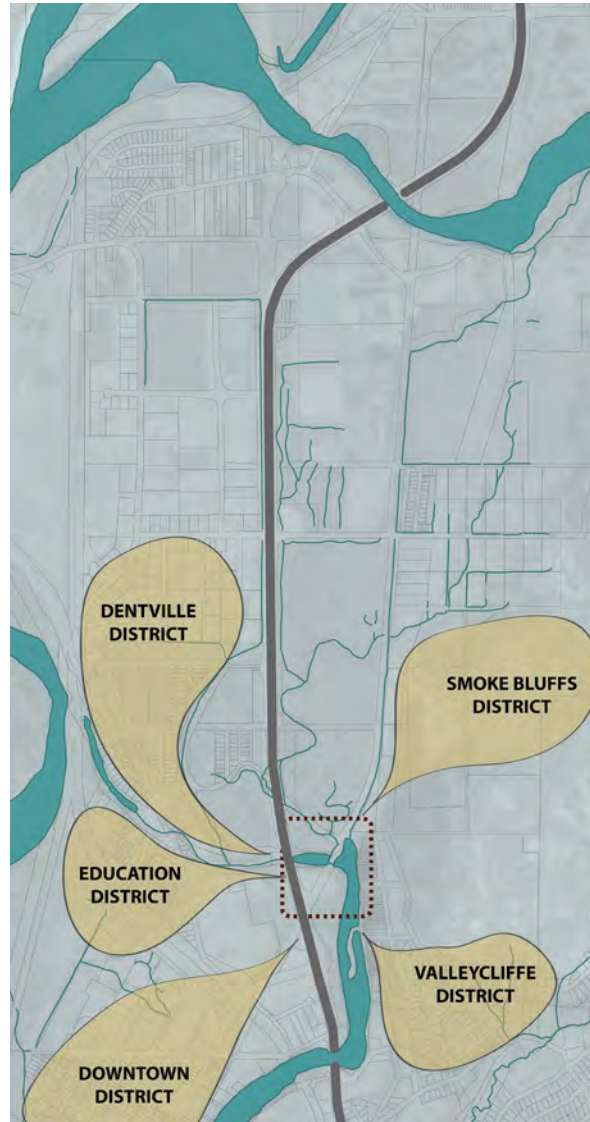 DENTVILLE
DISTRICT
SMOKE BLUFFS
DISTRICT
EDUCATION
DISTRICT
VALLEYCLIFFE
DISTRICT
DOWNTOWN
DISTRICT